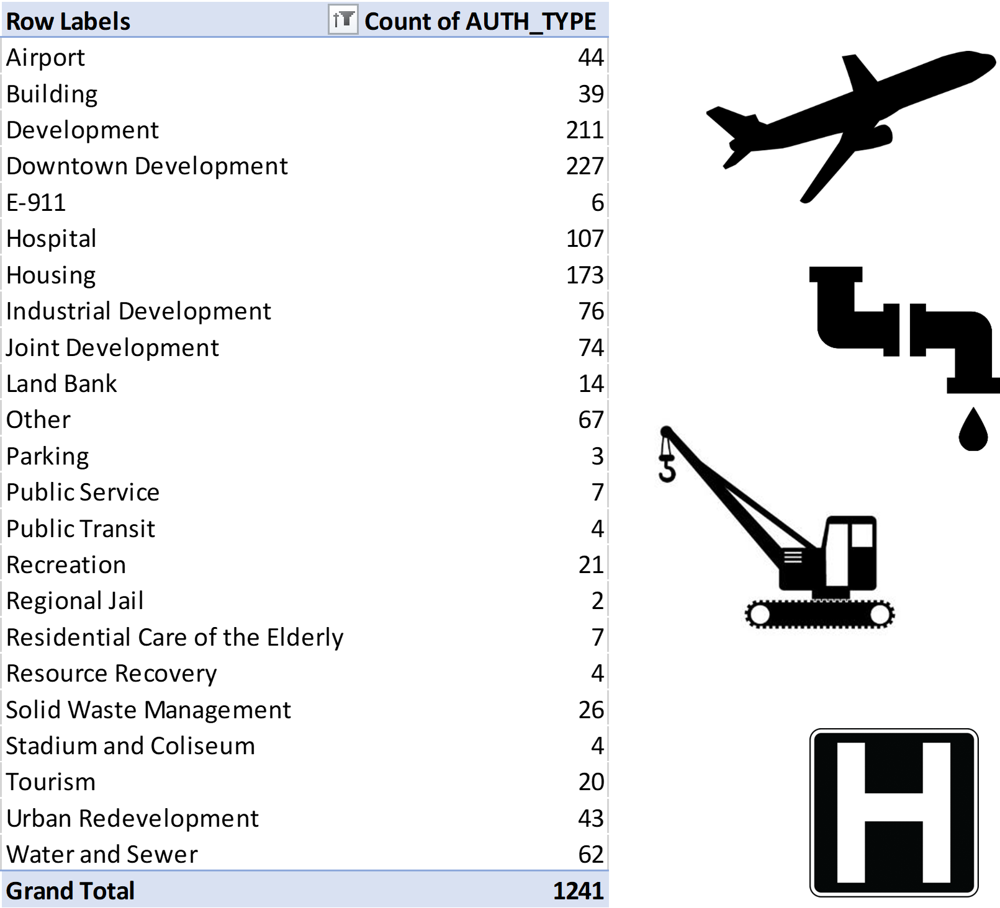 Row Labels Count of AUTH_TYPE
Airport 44
Building 39
Development 211
Downtown Development 227
E-911 6
Hospital 107
Housing 173
Industrial Development 76
Joint Development 74
Land Bank 14
Other 67
Parking 3
Public Service 7
Public Transit 4
Recreation 21
Regional Jail 2
Residential Care of the Elderly 7
Resource Recovery 4
Solid Waste Management 26
Stadium and Coliseum 4
Tourism 20
Urban Redevelopment 43
Water and Sewer 62
Grand Total 1241
H